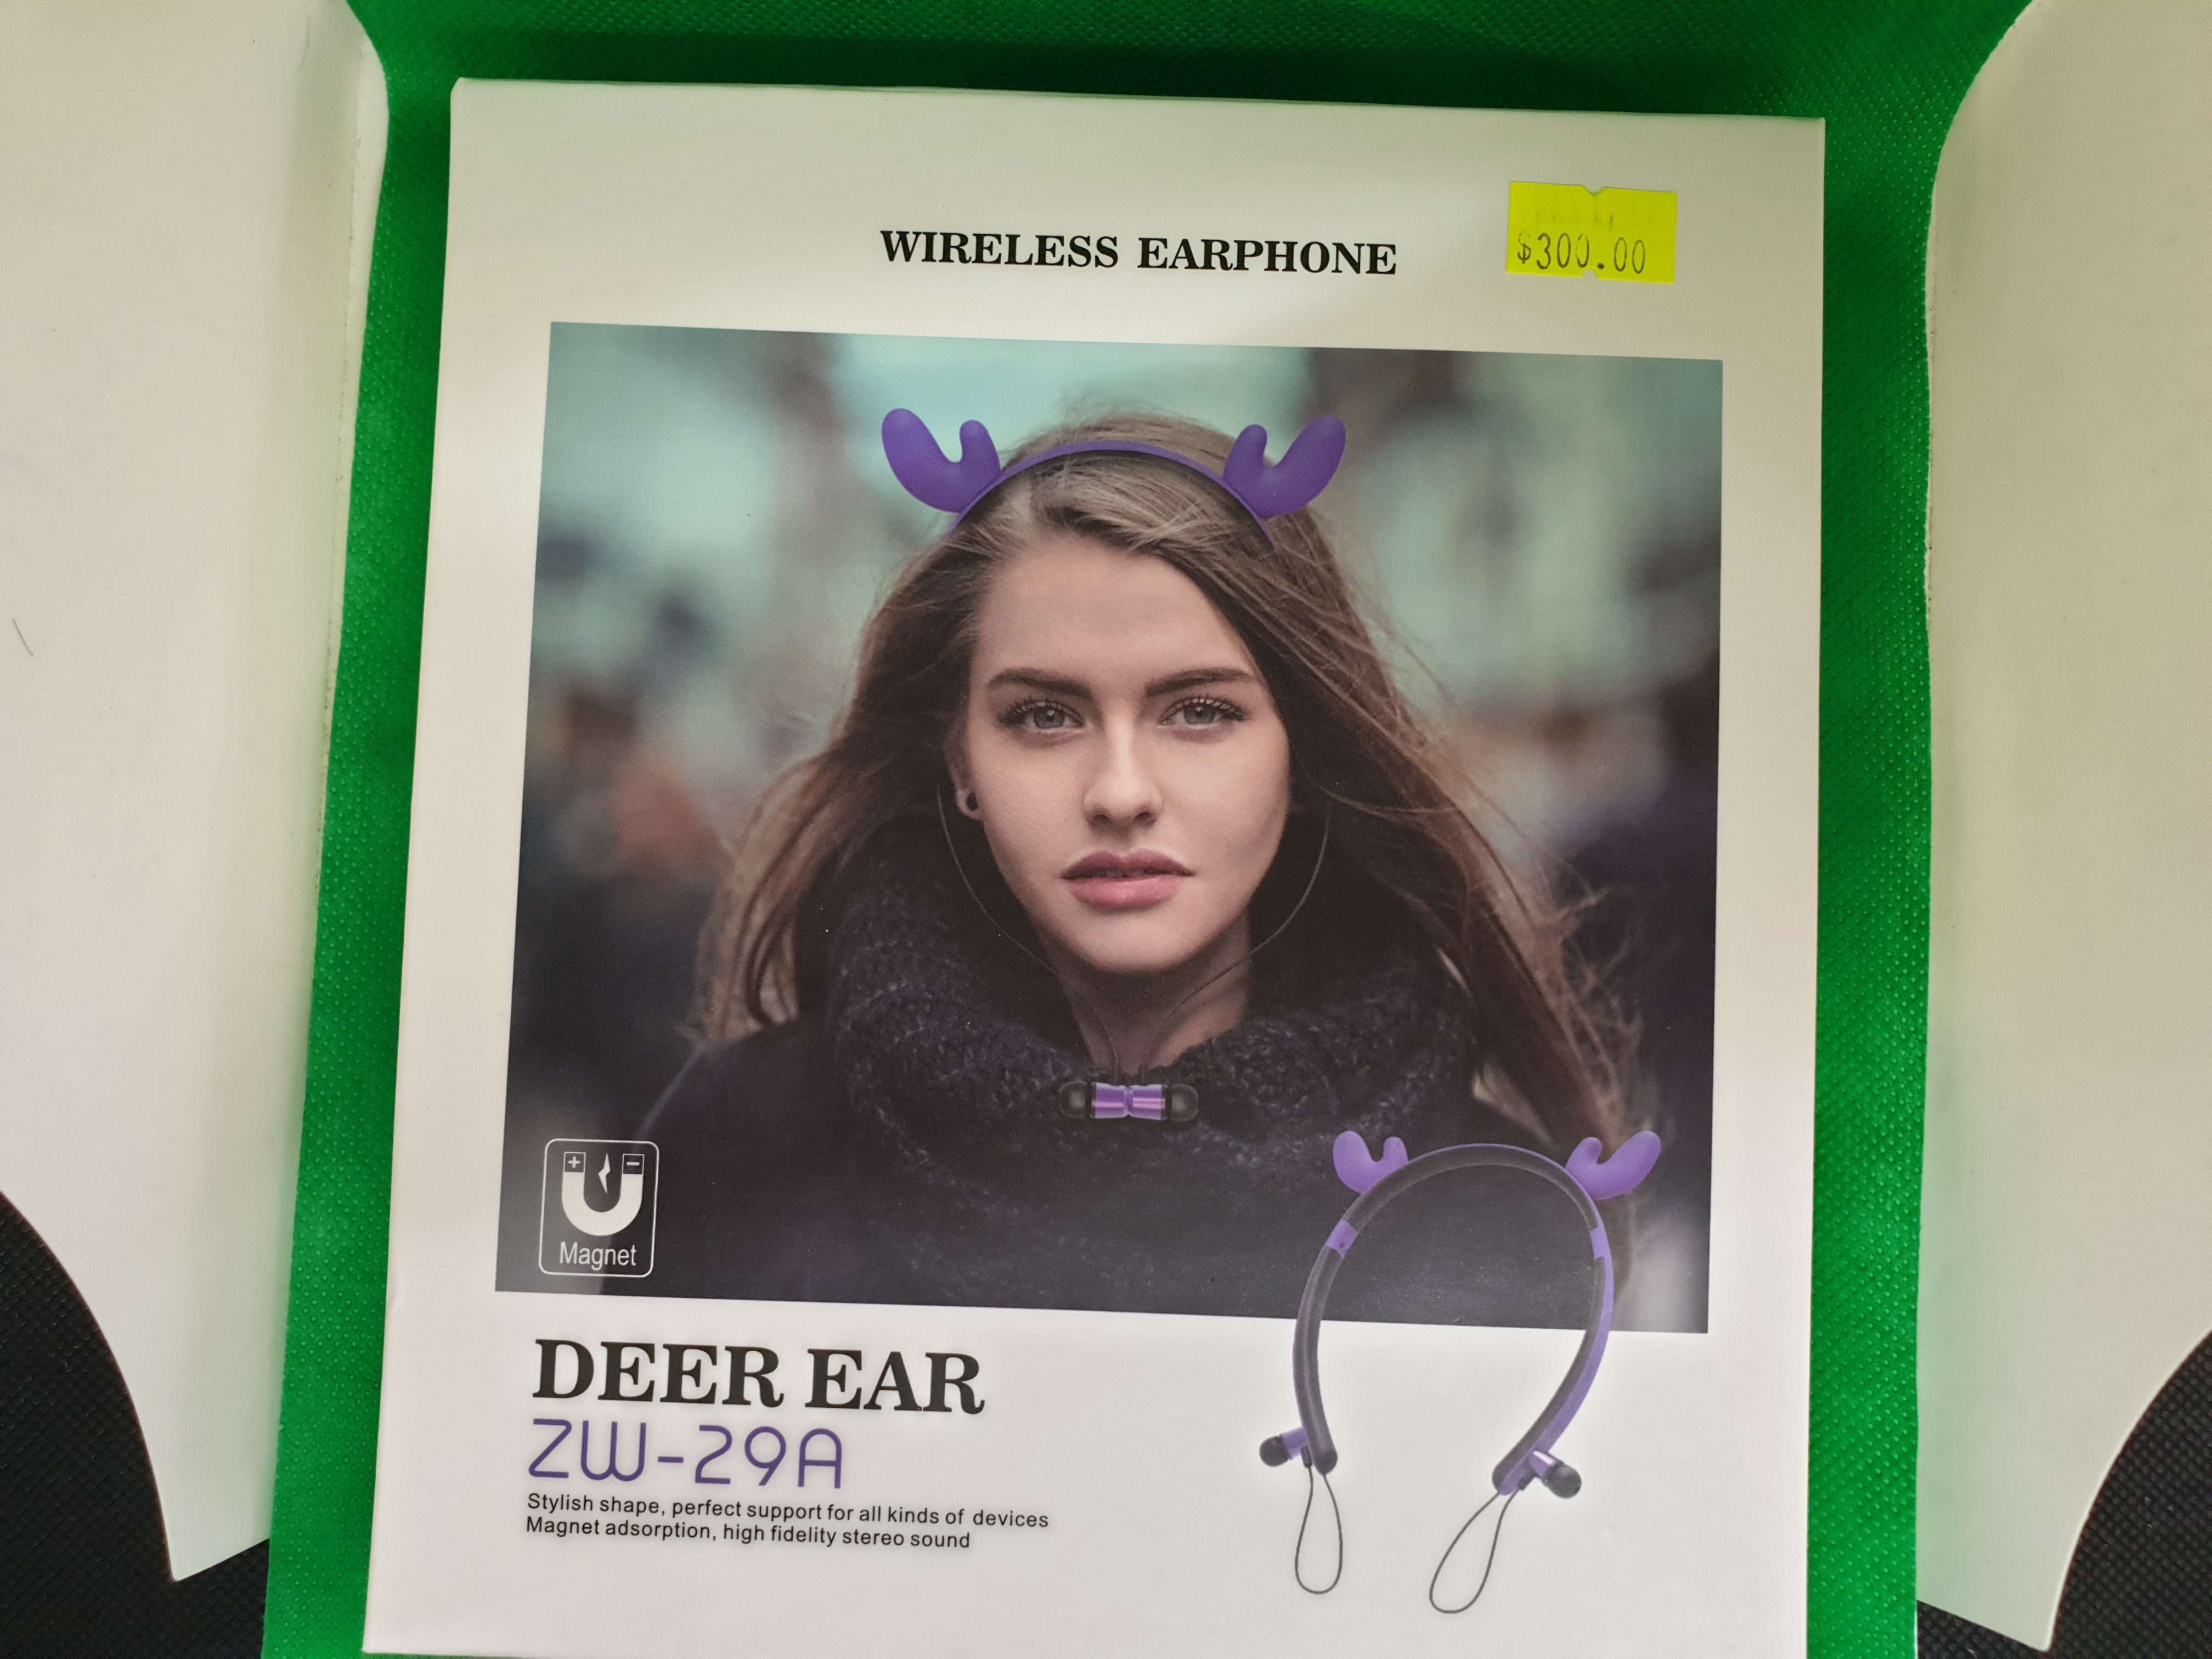 WIRELESS EARPHONE
$300.00
+ -
Magnet
DEER EAR
ZW-29A
Stylish shape, perfect support for all kinds of devices
Magnet adsorption, high fidelity stereo sound